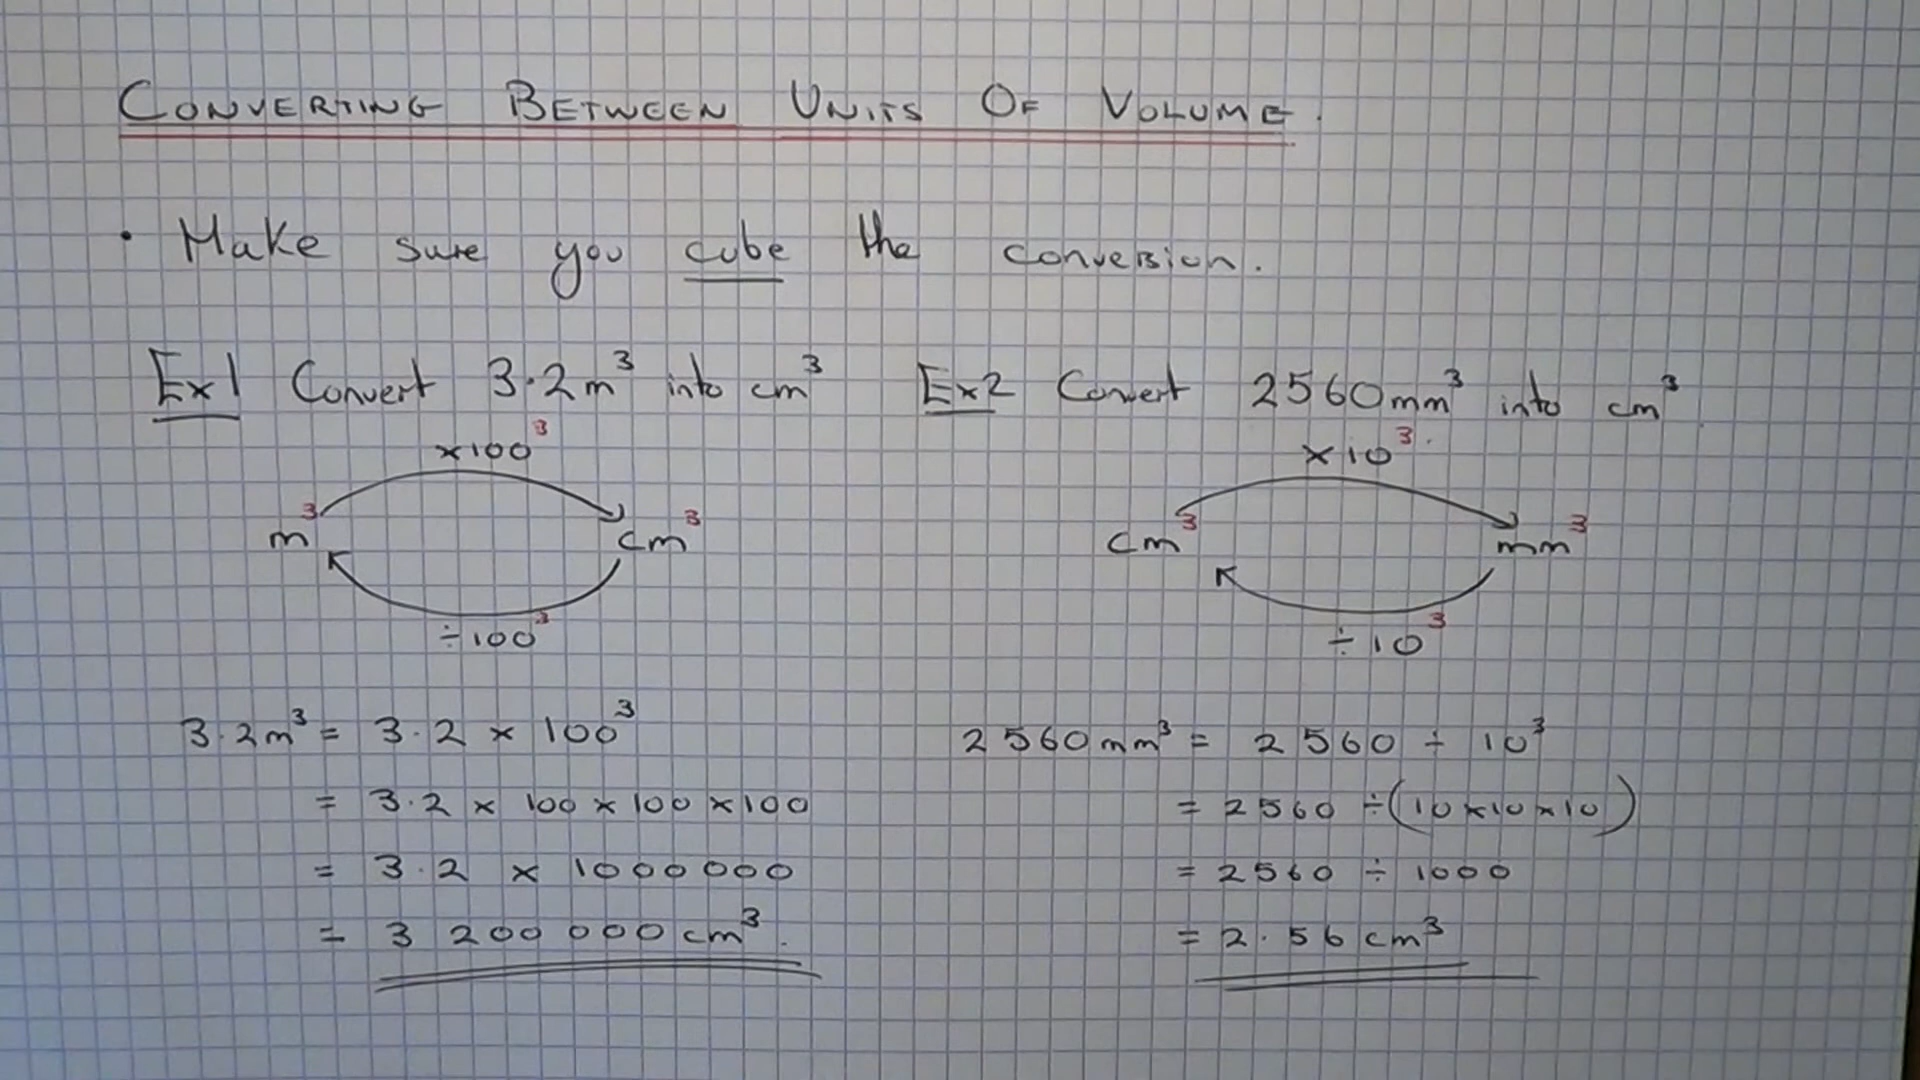 CONVERTING BETWEEN UNITS OF VOLUME.
• Make sure you cube the conversion.
Ex1 Convert 3.2m³ into cm³
×100³
m³ cm³
÷100³
3.2m³ = 3.2 × 100³
= 3.2 × 100 × 100 × 100
= 3.2 × 1000000
= 3 200 000 cm³.
Ex2 Convert 2560mm³ into cm³
×10³
cm³ mm³
÷10³
2560mm³ = 2560 ÷ 10³
= 2560 ÷ (10×10×10)
= 2560 ÷ 1000
= 2.56 cm³